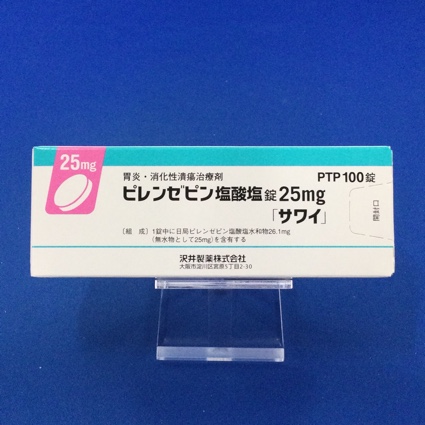 25mg
胃炎・消化性潰瘍治療剤
PTP 100錠
ピレンゼピン塩酸塩錠25mg
「サワイ」
〔組 成〕1錠中に日局ピレンゼピン塩酸塩水和物26.1mg
(無水物として25mg)を含有する
開封口
沢井製薬株式会社
大阪市淀川区宮原5丁目2-30